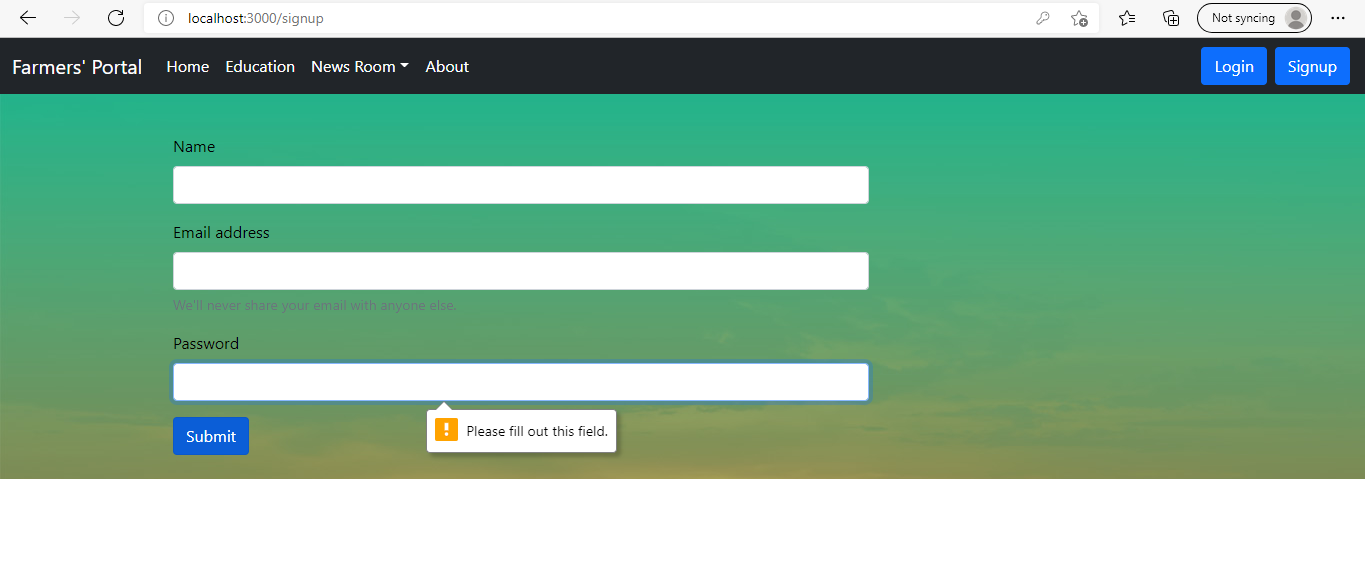 localhost:3000/signup
Not syncing
Farmers' Portal Home Education News Room About Login Signup
Name
Email address
We'll never share your email with anyone else.
Password
Please fill out this field.
Submit